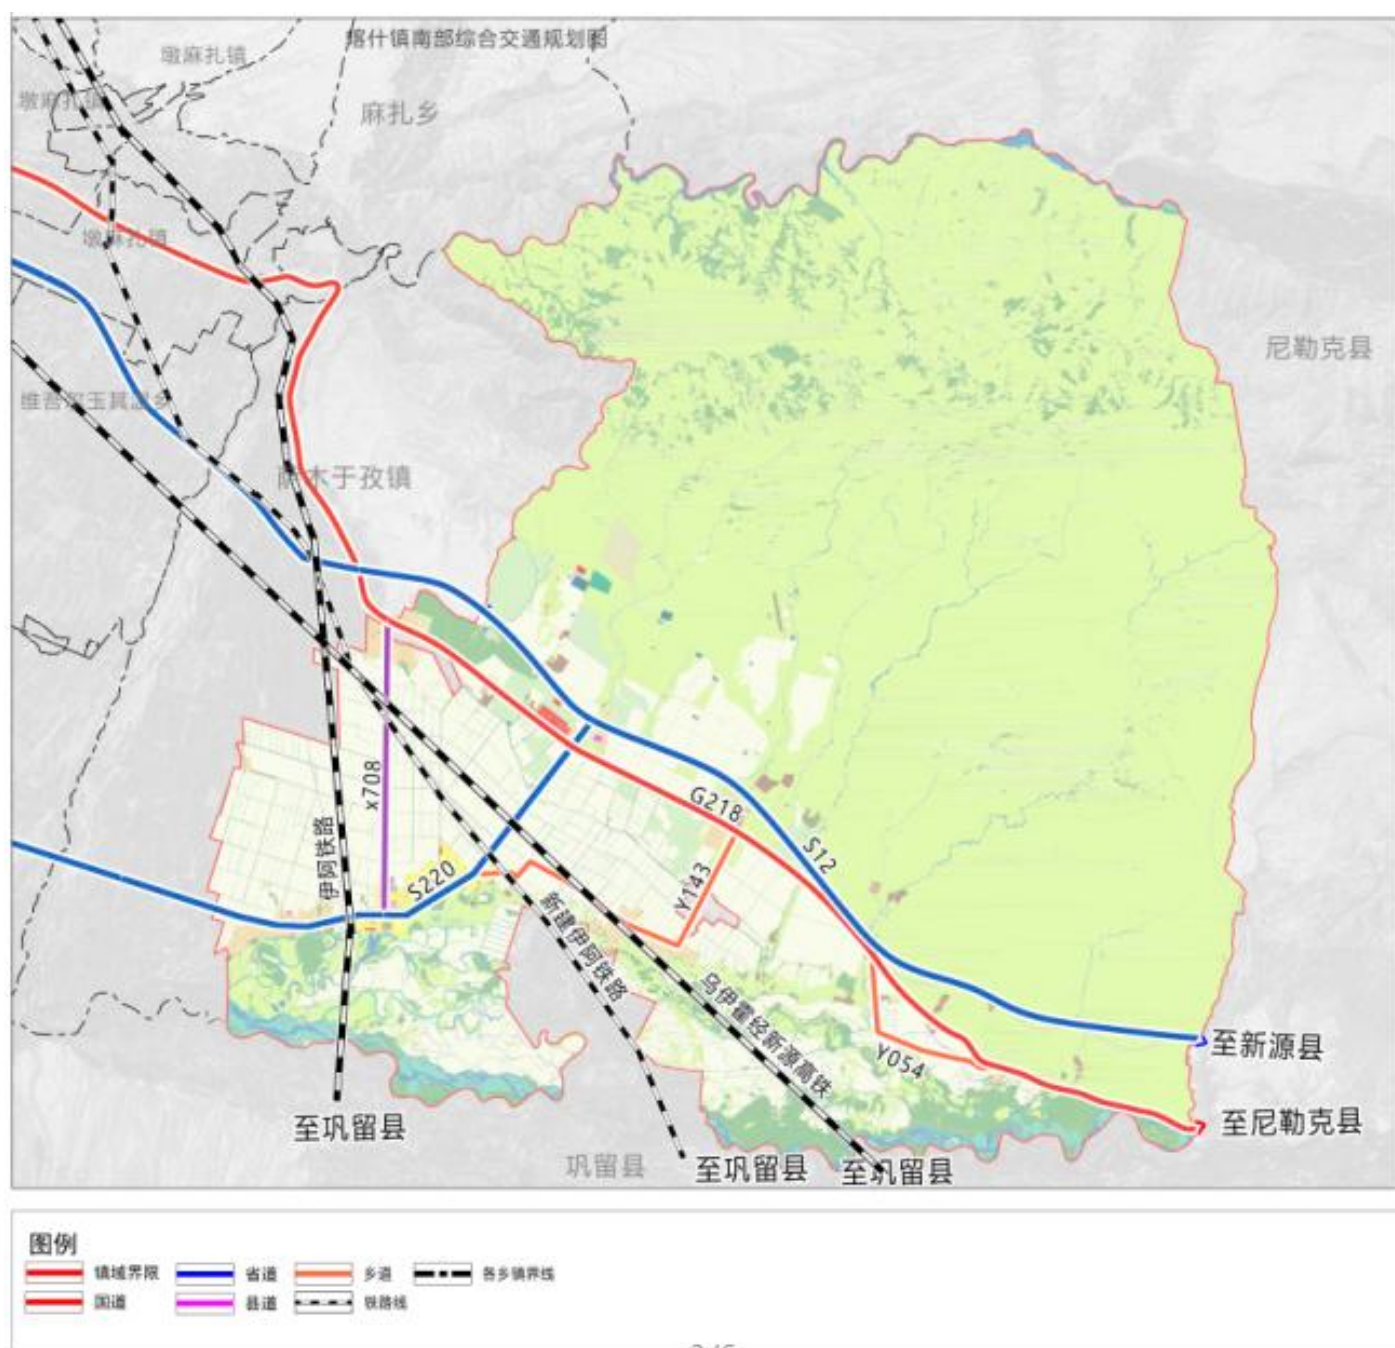 喀什镇南部综合交通规划图
墩麻扎镇
墩麻扎镇
麻扎乡
墩麻扎镇
尼勒克县
维吾尔玉其温乡
萨木于孜镇
x708
G218
S12
伊阿铁路
S220
Y143
新建伊阿铁路
乌伊霍经新源高铁
Y054
至新源县
至尼勒克县
至巩留县
巩留县
至巩留县
至巩留县
图例
镇域界限
省道
乡道
各乡镇界线
国道
县道
铁路线